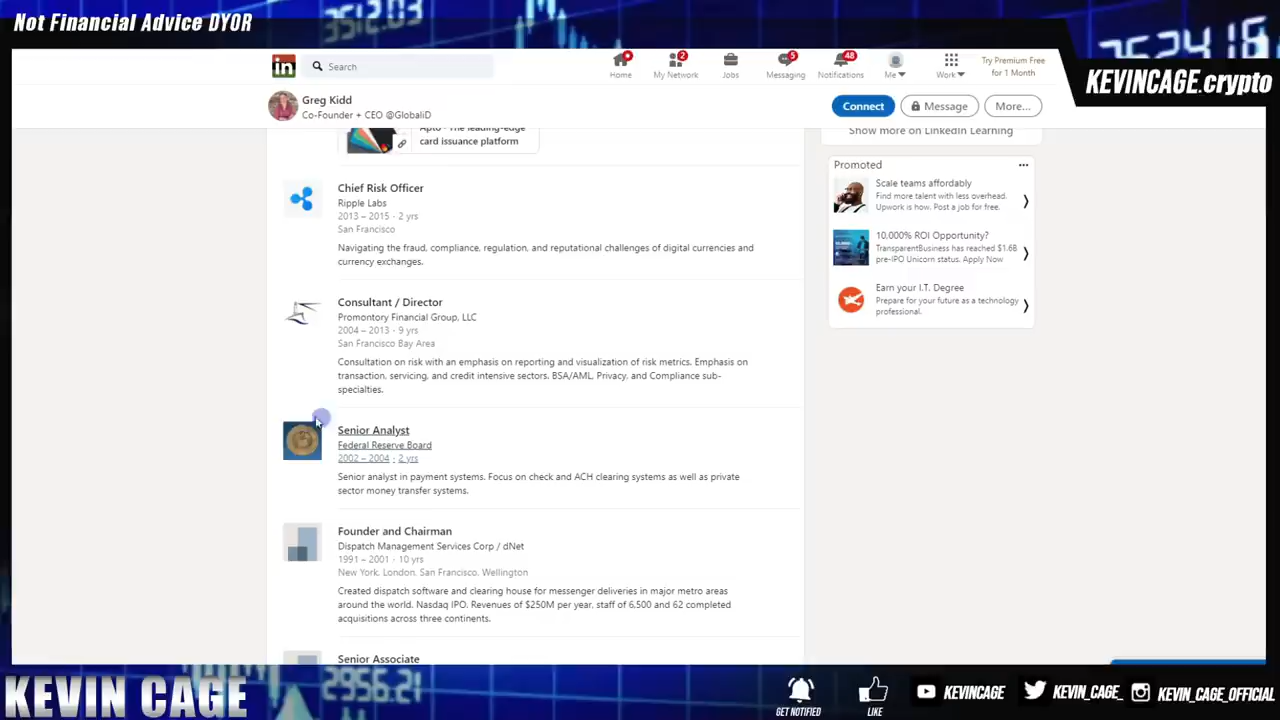 Not Financial Advice DYOR
in
Search
Home
2
My Network
Jobs
5
Messaging
48
Notifications
Me
Work
Try Premium Free
for 1 Month
KEVINCAGE.crypto
Greg Kidd
Co-Founder + CEO @GlobaliD
Connect
Message
More...
Apto - The leading-edge
card issuance platform
Show more on LinkedIn Learning
Promoted
Scale teams affordably
Find more talent with less overhead.
Upwork is how. Post a job for free.
10,000% ROI Opportunity?
TransparentBusiness has reached $1.6B
pre-IPO Unicorn status. Apply Now
Earn your I.T. Degree
Prepare for your future as a technology
professional.
Chief Risk Officer
Ripple Labs
2013 – 2015 · 2 yrs
San Francisco
Navigating the fraud, compliance, regulation, and reputational challenges of digital currencies and
currency exchanges.
Consultant / Director
Promontory Financial Group, LLC
2004 – 2013 · 9 yrs
San Francisco Bay Area
Consultation on risk with an emphasis on reporting and visualization of risk metrics. Emphasis on
transaction, servicing, and credit intensive sectors. BSA/AML, Privacy, and Compliance sub-
specialties.
Senior Analyst
Federal Reserve Board
2002 – 2004 · 2 yrs
Senior analyst in payment systems. Focus on check and ACH clearing systems as well as private
sector money transfer systems.
Founder and Chairman
Dispatch Management Services Corp / dNet
1991 – 2001 · 10 yrs
New York, London, San Francisco, Wellington
Created dispatch software and clearing house for messenger deliveries in major metro areas
around the world. Nasdaq IPO. Revenues of $250M per year, staff of 6,500 and 62 completed
acquisitions across three continents.
Senior Associate
KEVIN CAGE
2956.21
GET NOTIFIED
LIKE
KEVINCAGE
KEVIN_CAGE_
KEVIN_CAGE_OFFICIAL